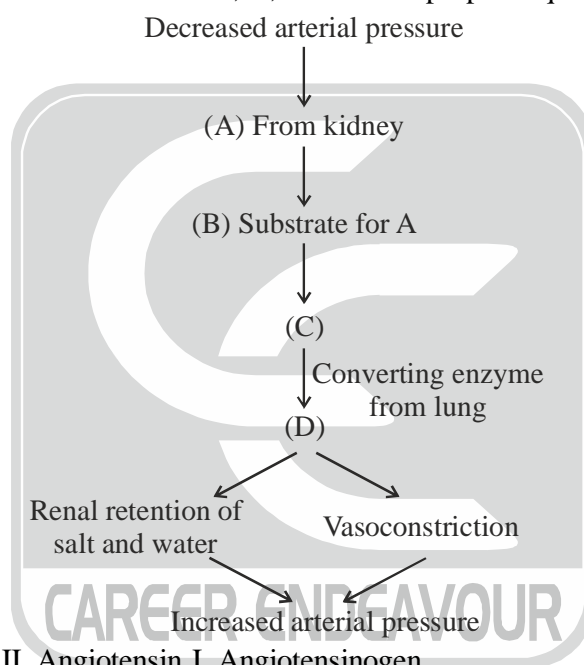 Decreased arterial pressure
(A) From kidney
(B) Substrate for A
(C)
Converting enzyme
from lung
(D)
Renal retention of
salt and water
Vasoconstriction
Increased arterial pressure
CAREER ENDEAVOUR
II, Angiotensin I, Angiotensinogen